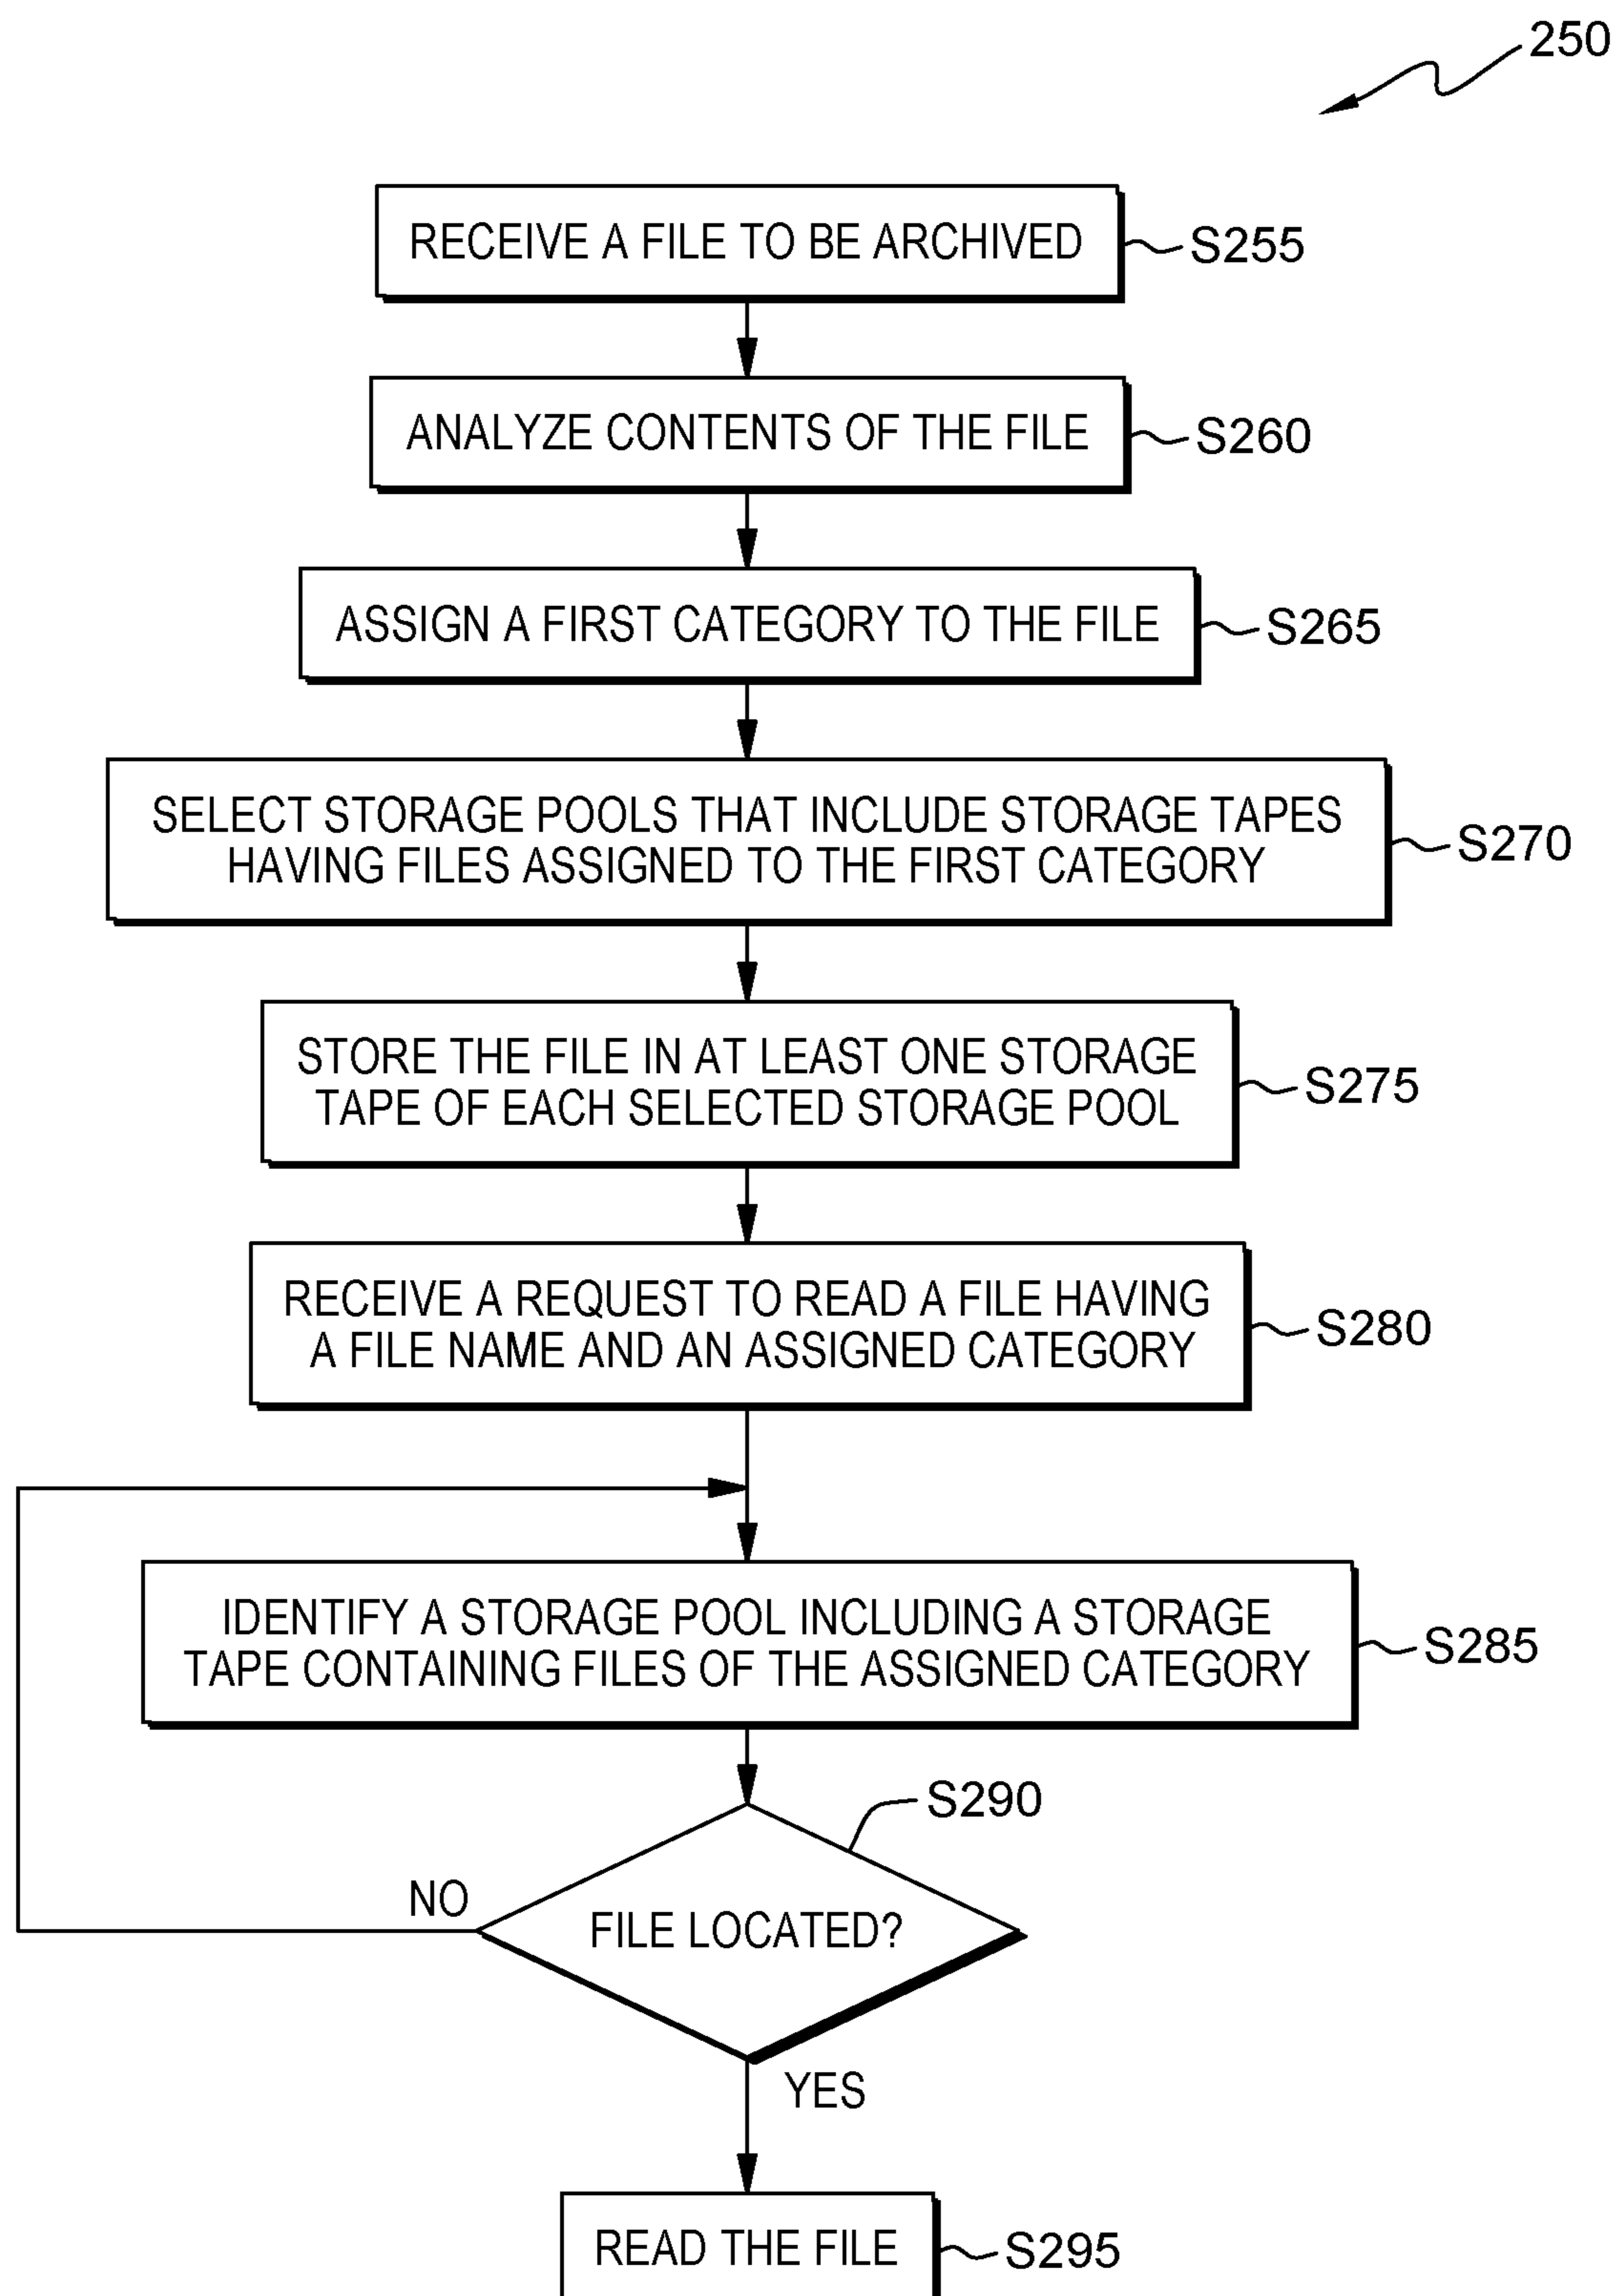 250
RECEIVE A FILE TO BE ARCHIVED
S255
ANALYZE CONTENTS OF THE FILE
S260
ASSIGN A FIRST CATEGORY TO THE FILE
S265
SELECT STORAGE POOLS THAT INCLUDE STORAGE TAPES
HAVING FILES ASSIGNED TO THE FIRST CATEGORY
S270
STORE THE FILE IN AT LEAST ONE STORAGE
TAPE OF EACH SELECTED STORAGE POOL
S275
RECEIVE A REQUEST TO READ A FILE HAVING
A FILE NAME AND AN ASSIGNED CATEGORY
S280
IDENTIFY A STORAGE POOL INCLUDING A STORAGE
TAPE CONTAINING FILES OF THE ASSIGNED CATEGORY
S285
S290
NO
FILE LOCATED?
YES
READ THE FILE
S295